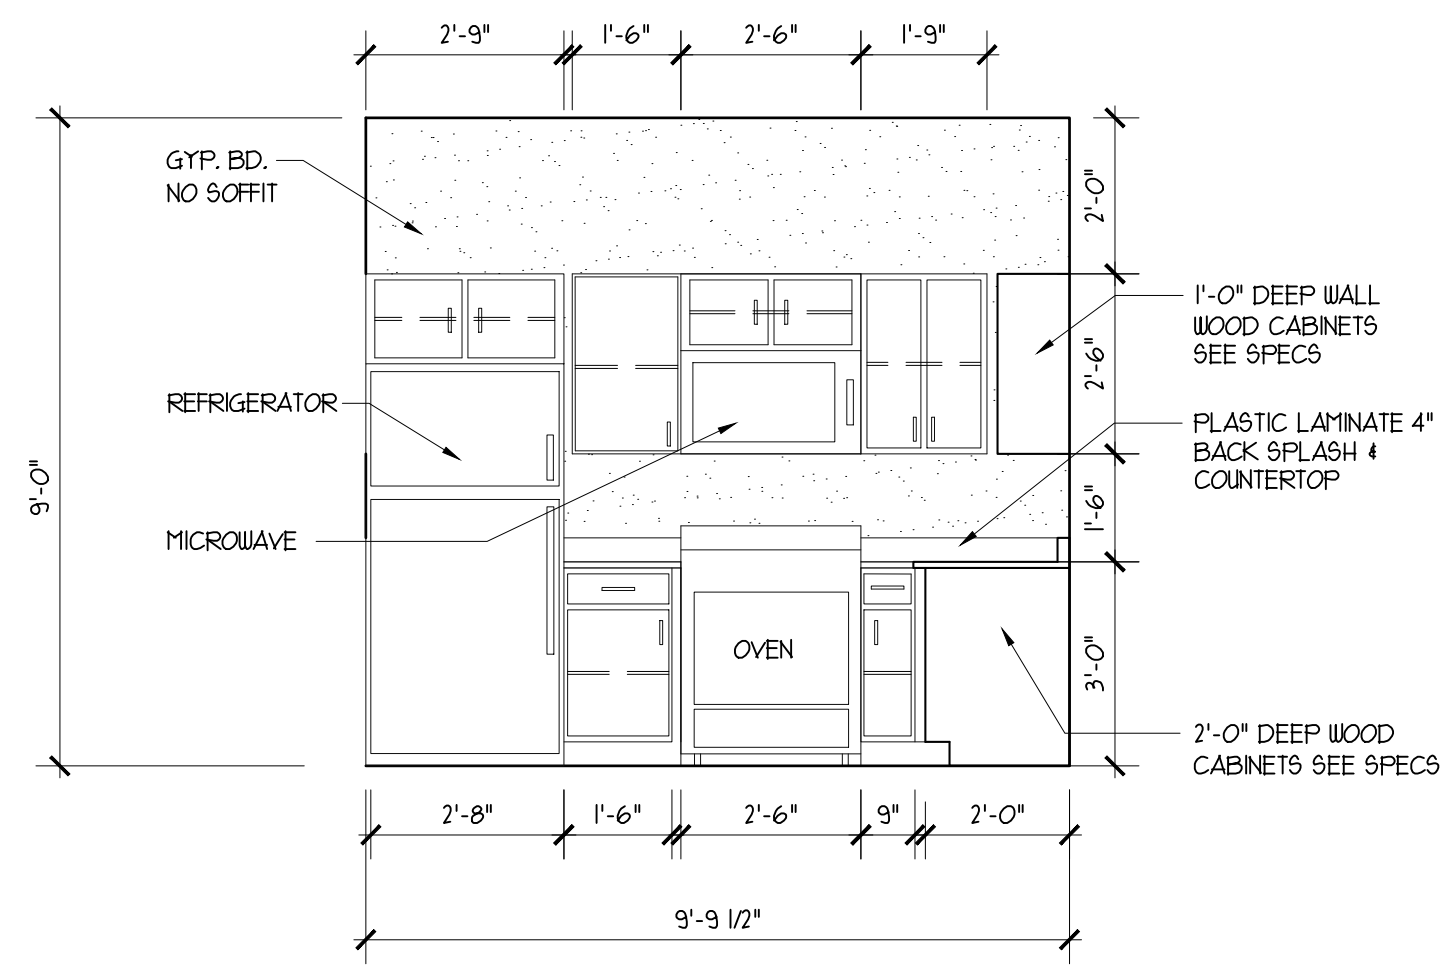 2'-9" 1'-6" 2'-6" 1'-9"
GYP. BD.
NO SOFFIT
2'-0"
1'-0" DEEP WALL
WOOD CABINETS
SEE SPECS
2'-6"
REFRIGERATOR
PLASTIC LAMINATE 4"
BACK SPLASH &
COUNTERTOP
9'-0"
1'-6"
MICROWAVE
OVEN
3'-0"
2'-0" DEEP WOOD
CABINETS SEE SPECS
2'-8" 1'-6" 2'-6" 9" 2'-0"
9'-9 1/2"